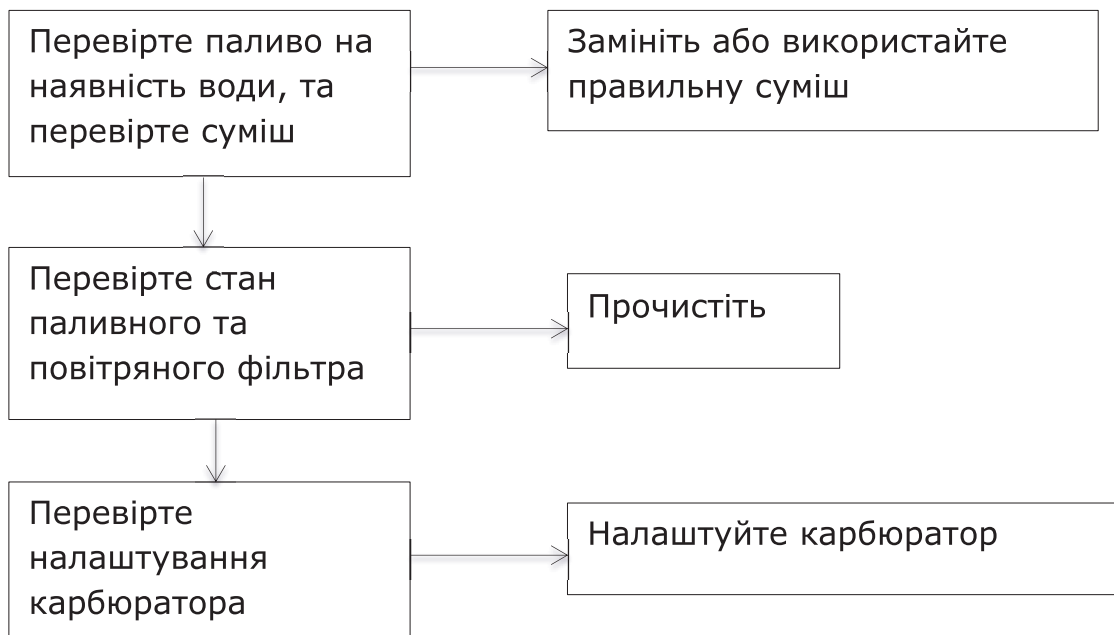 Перевірте паливо на
наявність води, та
перевірте суміш
Замініть або використайте
правильну суміш
Перевірте стан
паливного та
повітряного фільтра
Прочистіть
Перевірте
налаштування
карбюратора
Налаштуйте карбюратор